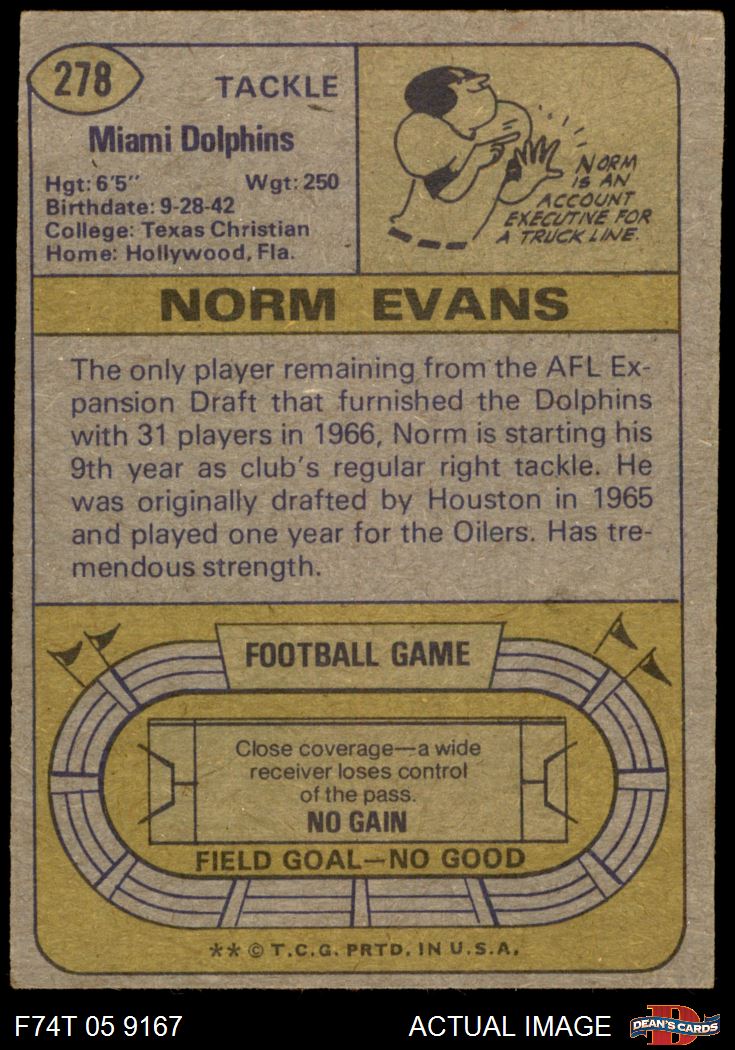 278
TACKLE
Miami Dolphins
Hgt: 6'5" Wgt: 250
Birthdate: 9-28-42
College: Texas Christian
Home: Hollywood, Fla.
NORM
IS AN
ACCOUNT
EXECUTIVE FOR
A TRUCK LINE.
NORM EVANS
The only player remaining from the AFL Ex-
pansion Draft that furnished the Dolphins
with 31 players in 1966, Norm is starting his
9th year as club's regular right tackle. He
was originally drafted by Houston in 1965
and played one year for the Oilers. Has tre-
mendous strength.
FOOTBALL GAME
Close coverage—a wide
receiver loses control
of the pass.
NO GAIN
FIELD GOAL—NO GOOD
** © T.C.G. PRTD. IN U.S.A.
F74T 05 9167 ACTUAL IMAGE
DEAN'S CARDS